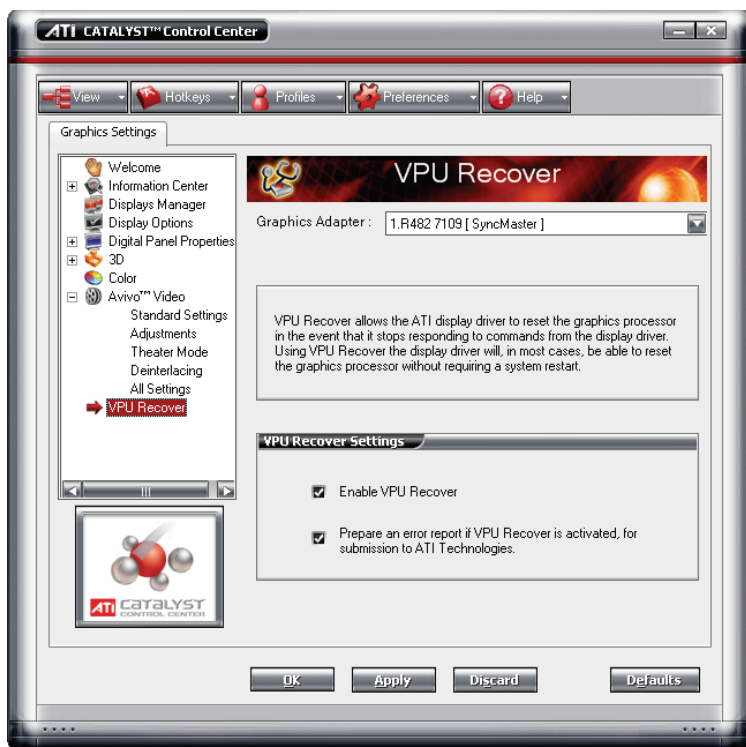 ATI CATALYST™ Control Center
View
Hotkeys
Profiles
Preferences
Help
Graphics Settings
Welcome
Information Center
Displays Manager
Display Options
Digital Panel Properties
3D
Color
Avivo™ Video
Standard Settings
Adjustments
Theater Mode
Deinterlacing
All Settings
VPU Recover
ATI CATALYST
CONTROL CENTER
VPU Recover
Graphics Adapter :
1.R482 7109 [ SyncMaster ]
VPU Recover allows the ATI display driver to reset the graphics processor
in the event that it stops responding to commands from the display driver.
Using VPU Recover the display driver will, in most cases, be able to reset
the graphics processor without requiring a system restart.
VPU Recover Settings
Enable VPU Recover
Prepare an error report if VPU Recover is activated, for
submission to ATI Technologies.
OK
Apply
Discard
Defaults